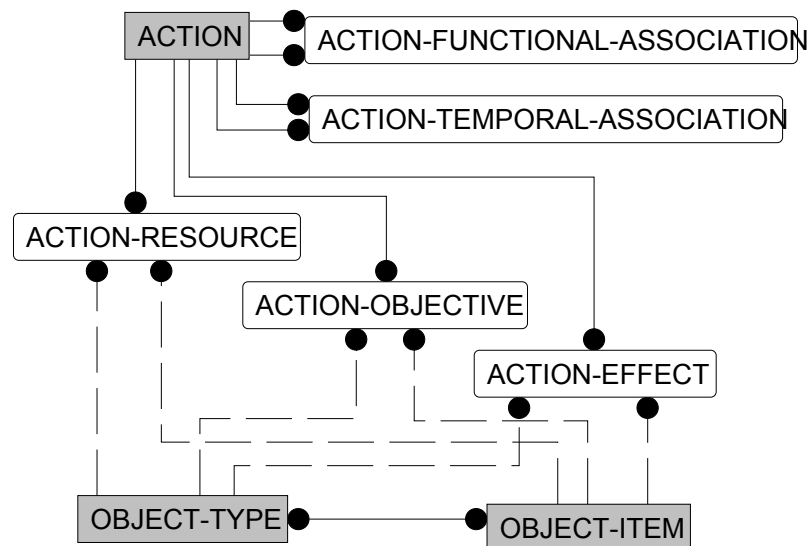 ACTION
ACTION-FUNCTIONAL-ASSOCIATION
ACTION-TEMPORAL-ASSOCIATION
ACTION-RESOURCE
ACTION-OBJECTIVE
ACTION-EFFECT
OBJECT-TYPE
OBJECT-ITEM